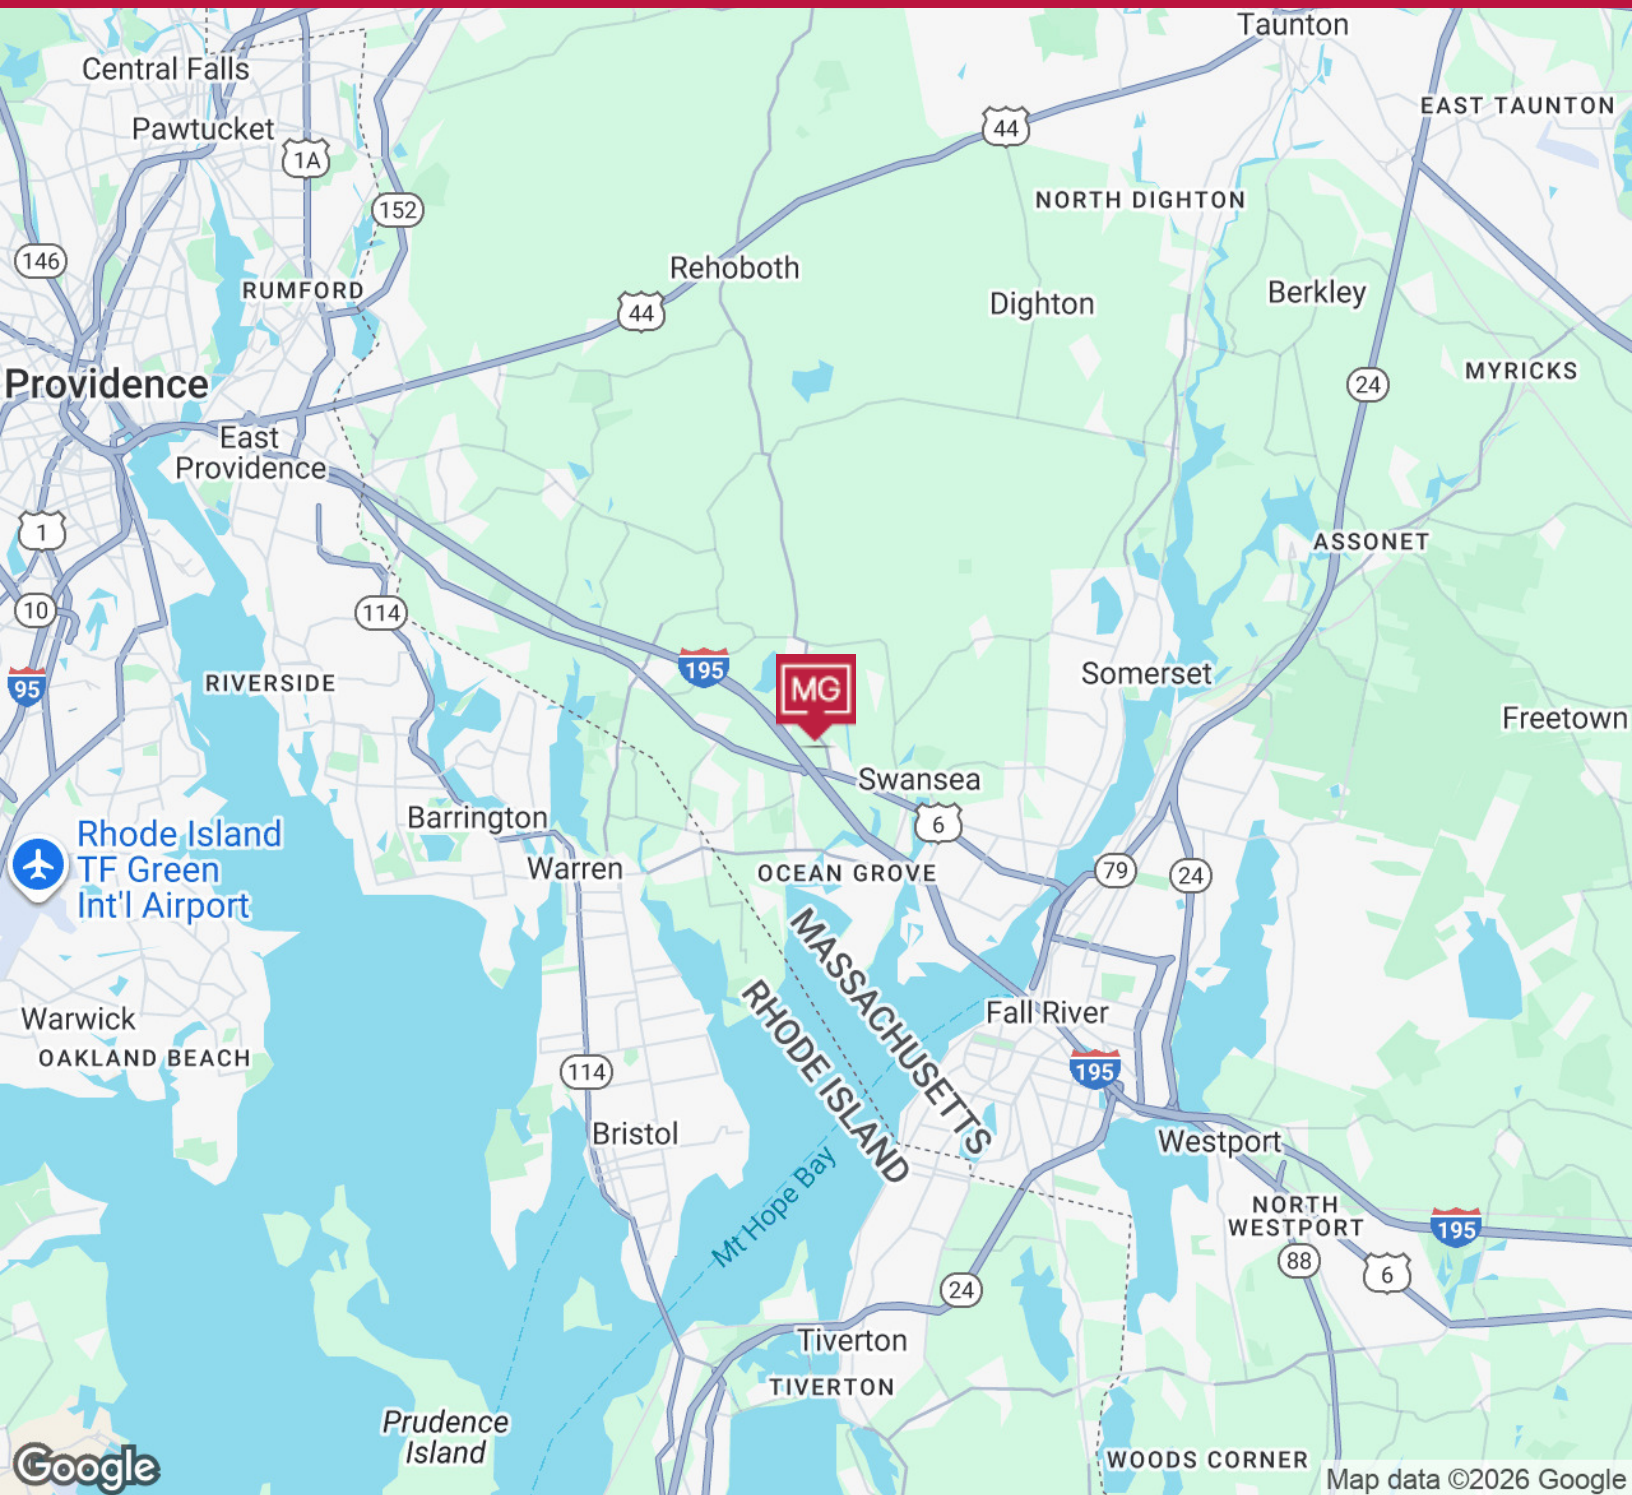 Taunton
Central Falls
EAST TAUNTON
Pawtucket
44
1A
NORTH DIGHTON
152
146
Rehoboth
RUMFORD
Berkley
Dighton
44
MYRICKS
Providence
24
East
Providence
1
ASSONET
10
114
195
Somerset
95
RIVERSIDE
MG
Freetown
Swansea
Barrington
6
Rhode Island
TF Green
Int'l Airport
Warren
OCEAN GROVE
79
24
MASSACHUSETTS
Warwick
Fall River
OAKLAND BEACH
RHODE ISLAND
114
195
Bristol
Westport
Mt Hope Bay
NORTH
WESTPORT
195
88
6
24
Tiverton
TIVERTON
Prudence
Island
WOODS CORNER
Google
Map data ©2026 Google